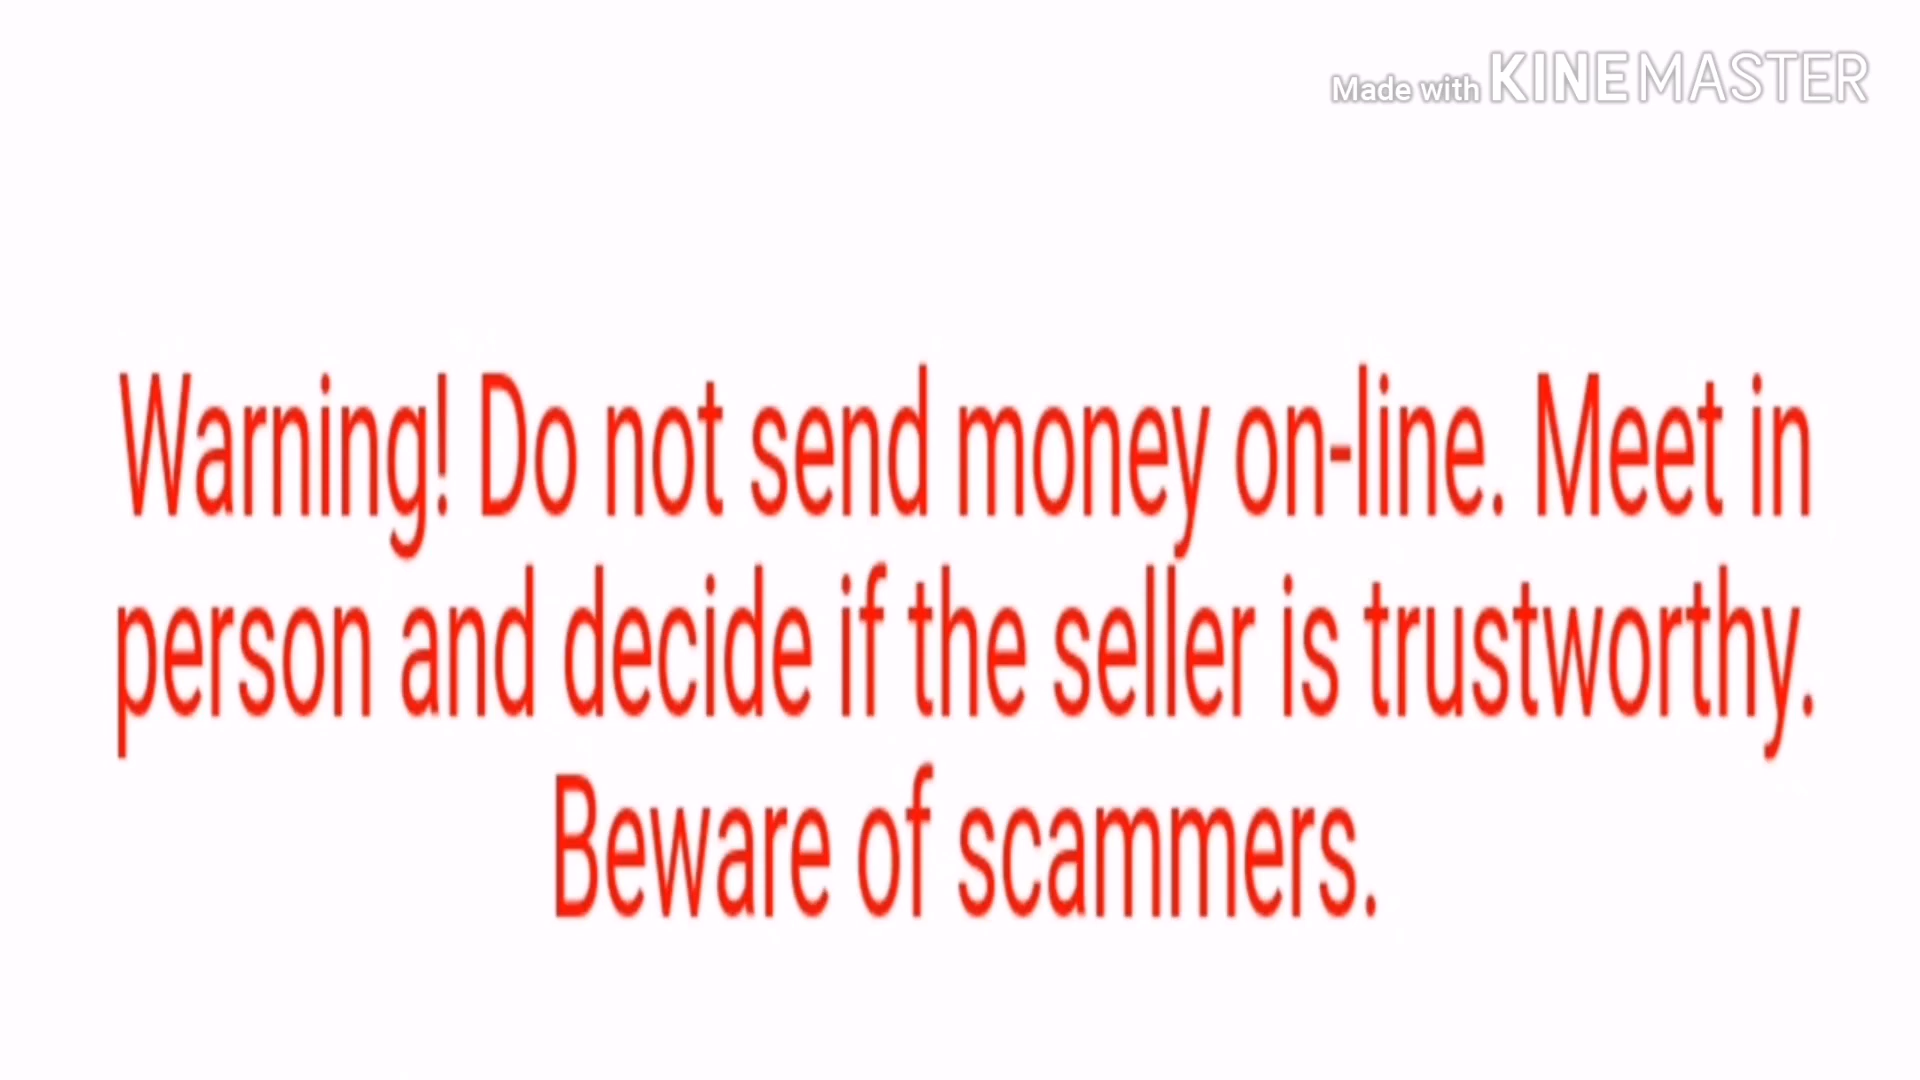 Made with KINEMASTER
Warning! Do not send money on-line. Meet in
person and decide if the seller is trustworthy.
Beware of scammers.